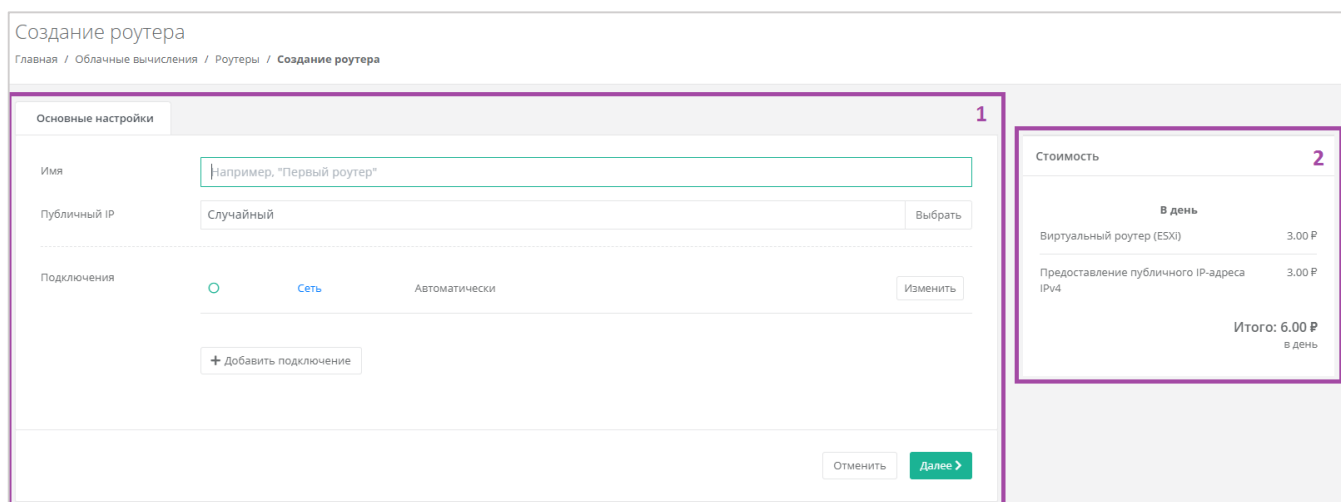 Создание роутера
Главная / Облачные вычисления / Роутеры / Создание роутера
Основные настройки
1
Имя
Например, "Первый роутер"
Публичный IP
Случайный
Выбрать
Подключения
Сеть
Автоматически
Изменить
+ Добавить подключение
Отменить
Далее
Стоимость
2
В день
Виртуальный роутер (ESXi)
3.00 ₽
Предоставление публичного IP-адреса
3.00 ₽
IPv4
Итого: 6.00 ₽
в день